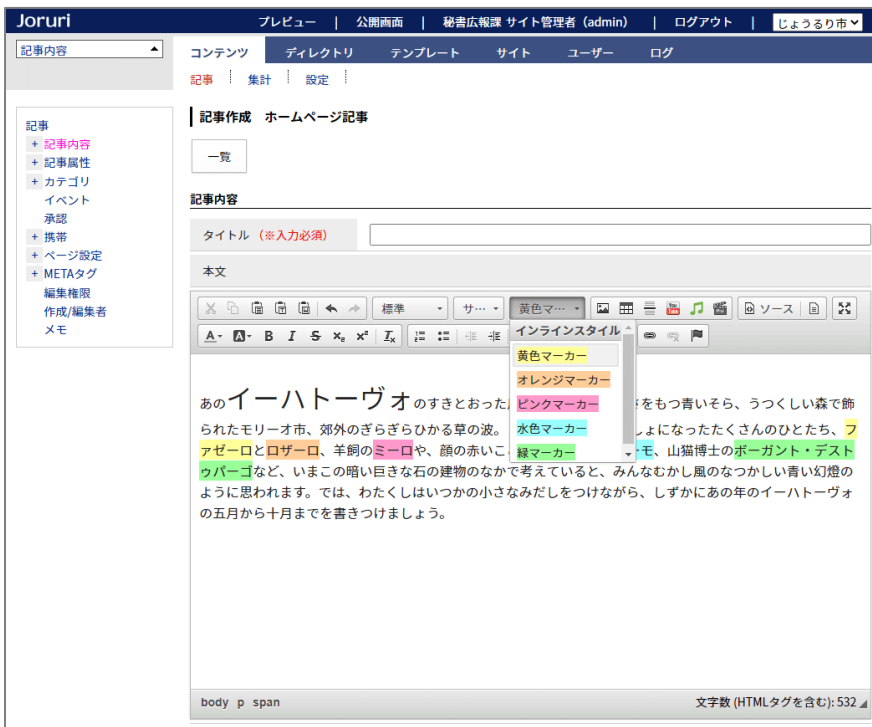 Joruri
プレビュー | 公開画面 | 秘書広報課 サイト管理者（admin） | ログアウト | じょうるり市
記事内容
コンテンツ ディレクトリ テンプレート サイト ユーザー ログ
記事 集計 設定
記事
+ 記事内容
+ 記事属性
+ カテゴリ
イベント
承認
+ 携帯
+ ページ設定
+ METAタグ
編集権限
作成/編集者
メモ
記事作成 ホームページ記事
一覧
記事内容
タイトル （※入力必須）
本文
標準 サ… 黄色マ… ソース
インラインスタイル
黄色マーカー
オレンジマーカー
ピンクマーカー
水色マーカー
緑マーカー
あのイーハトーヴォのすきとおった
さをもつ青いそら、うつくしい森で飾
られたモリーオ市、郊外のぎらぎらひかる草の波。
しょになったたくさんのひとたち、フ
ァゼーロとロザーロ、羊飼のミーロや、顔の赤いこ
ーモ、山猫博士のボーガント・デスト
ゥパーゴなど、いまこの暗い巨きな石の建物のなかで考えていると、みんなむかし風のなつかしい青い幻燈の
ように思われます。では、わたくしはいつかの小さなみだしをつけながら、しずかにあの年のイーハトーヴォ
の五月から十月までを書きつけましょう。
body p span
文字数 (HTMLタグを含む): 532